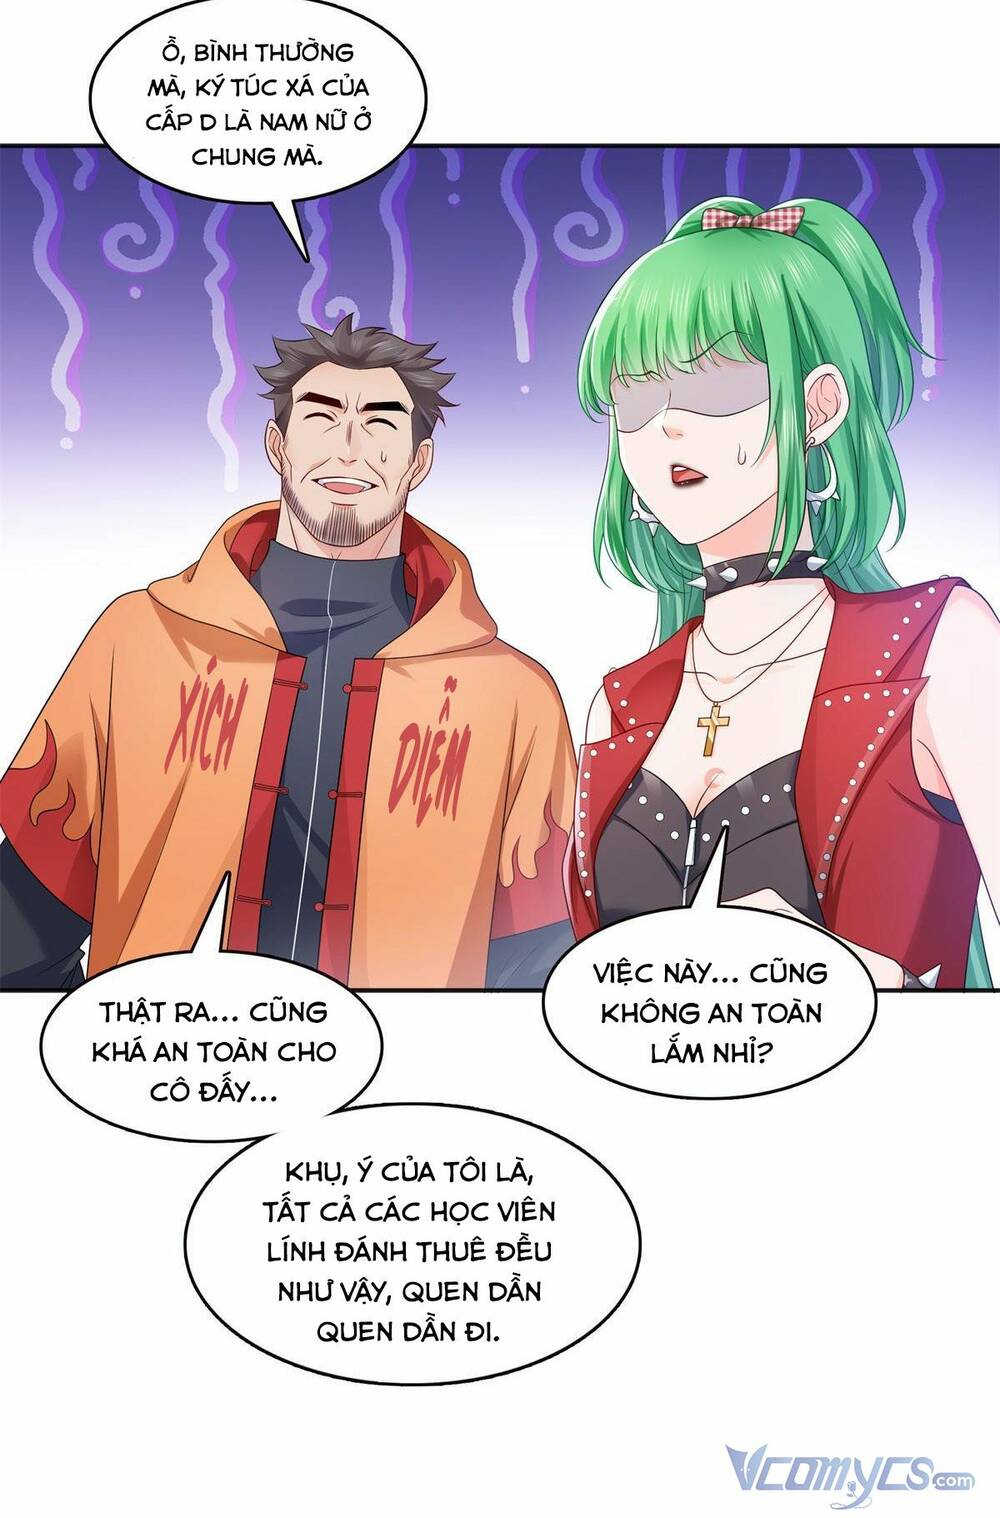 Ồ, BÌNH THƯỜNG
MÀ, KÝ TÚC XÁ CỦA
CẤP D LÀ NAM NỮ Ở
CHUNG MÀ.
XÍCH
DIỄM
VIỆC NÀY... CŨNG
KHÔNG AN TOÀN
LẮM NHỈ?
THẬT RA... CŨNG
KHÁ AN TOÀN CHO
CÔ ĐẤY...
KHỤ, Ý CỦA TÔI LÀ,
TẤT CẢ CÁC HỌC VIÊN
LÍNH ĐÁNH THUÊ ĐỀU
NHƯ VẬY, QUEN DẦN
QUEN DẦN ĐI.
VCOMYCS.com